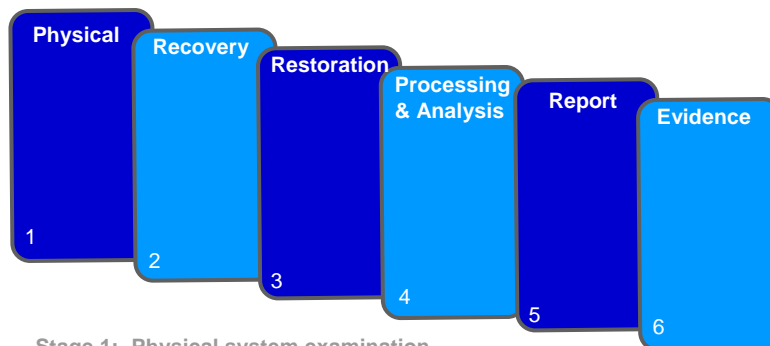 Physical
1
Recovery
2
Restoration
3
Processing
& Analysis
4
Report
5
Evidence
6
Stage 1: Physical system examination